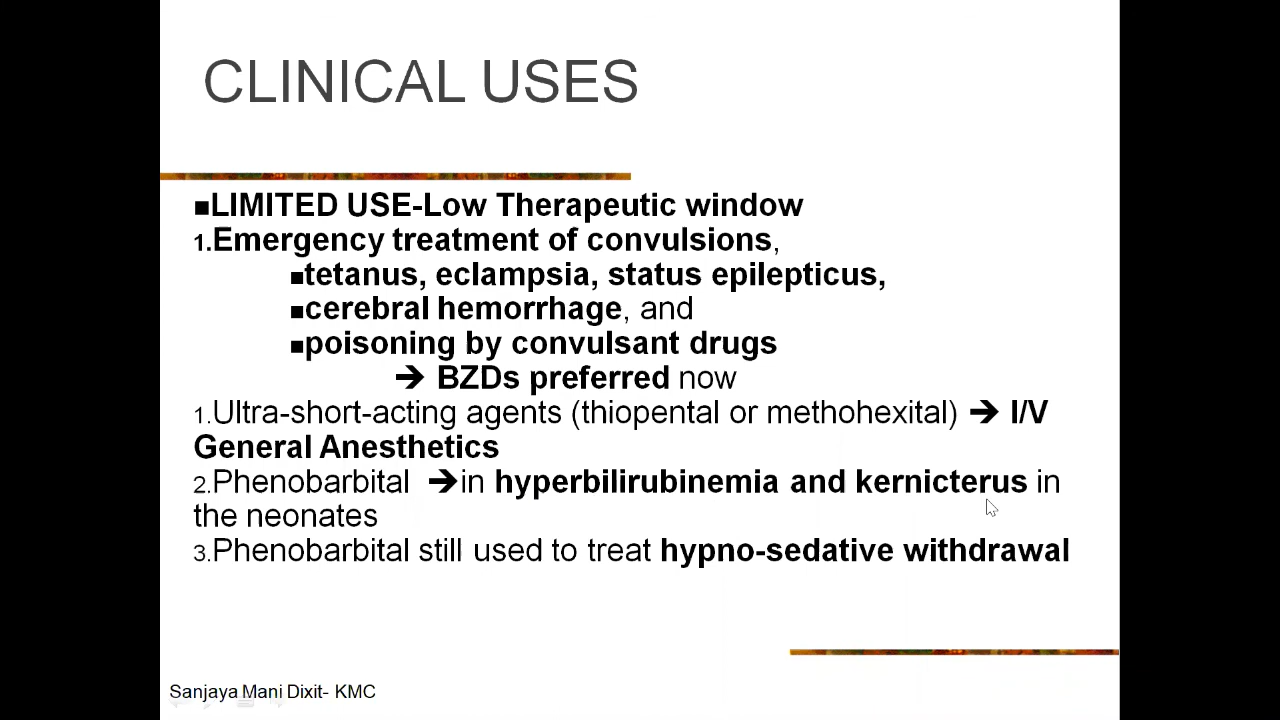 CLINICAL USES
■LIMITED USE-Low Therapeutic window
1.Emergency treatment of convulsions,
■tetanus, eclampsia, status epilepticus,
■cerebral hemorrhage, and
■poisoning by convulsant drugs
➔ BZDs preferred now
1.Ultra-short-acting agents (thiopental or methohexital) ➔ I/V
General Anesthetics
2.Phenobarbital ➔in hyperbilirubinemia and kernicterus in
the neonates
3.Phenobarbital still used to treat hypno-sedative withdrawal
Sanjaya Mani Dixit- KMC